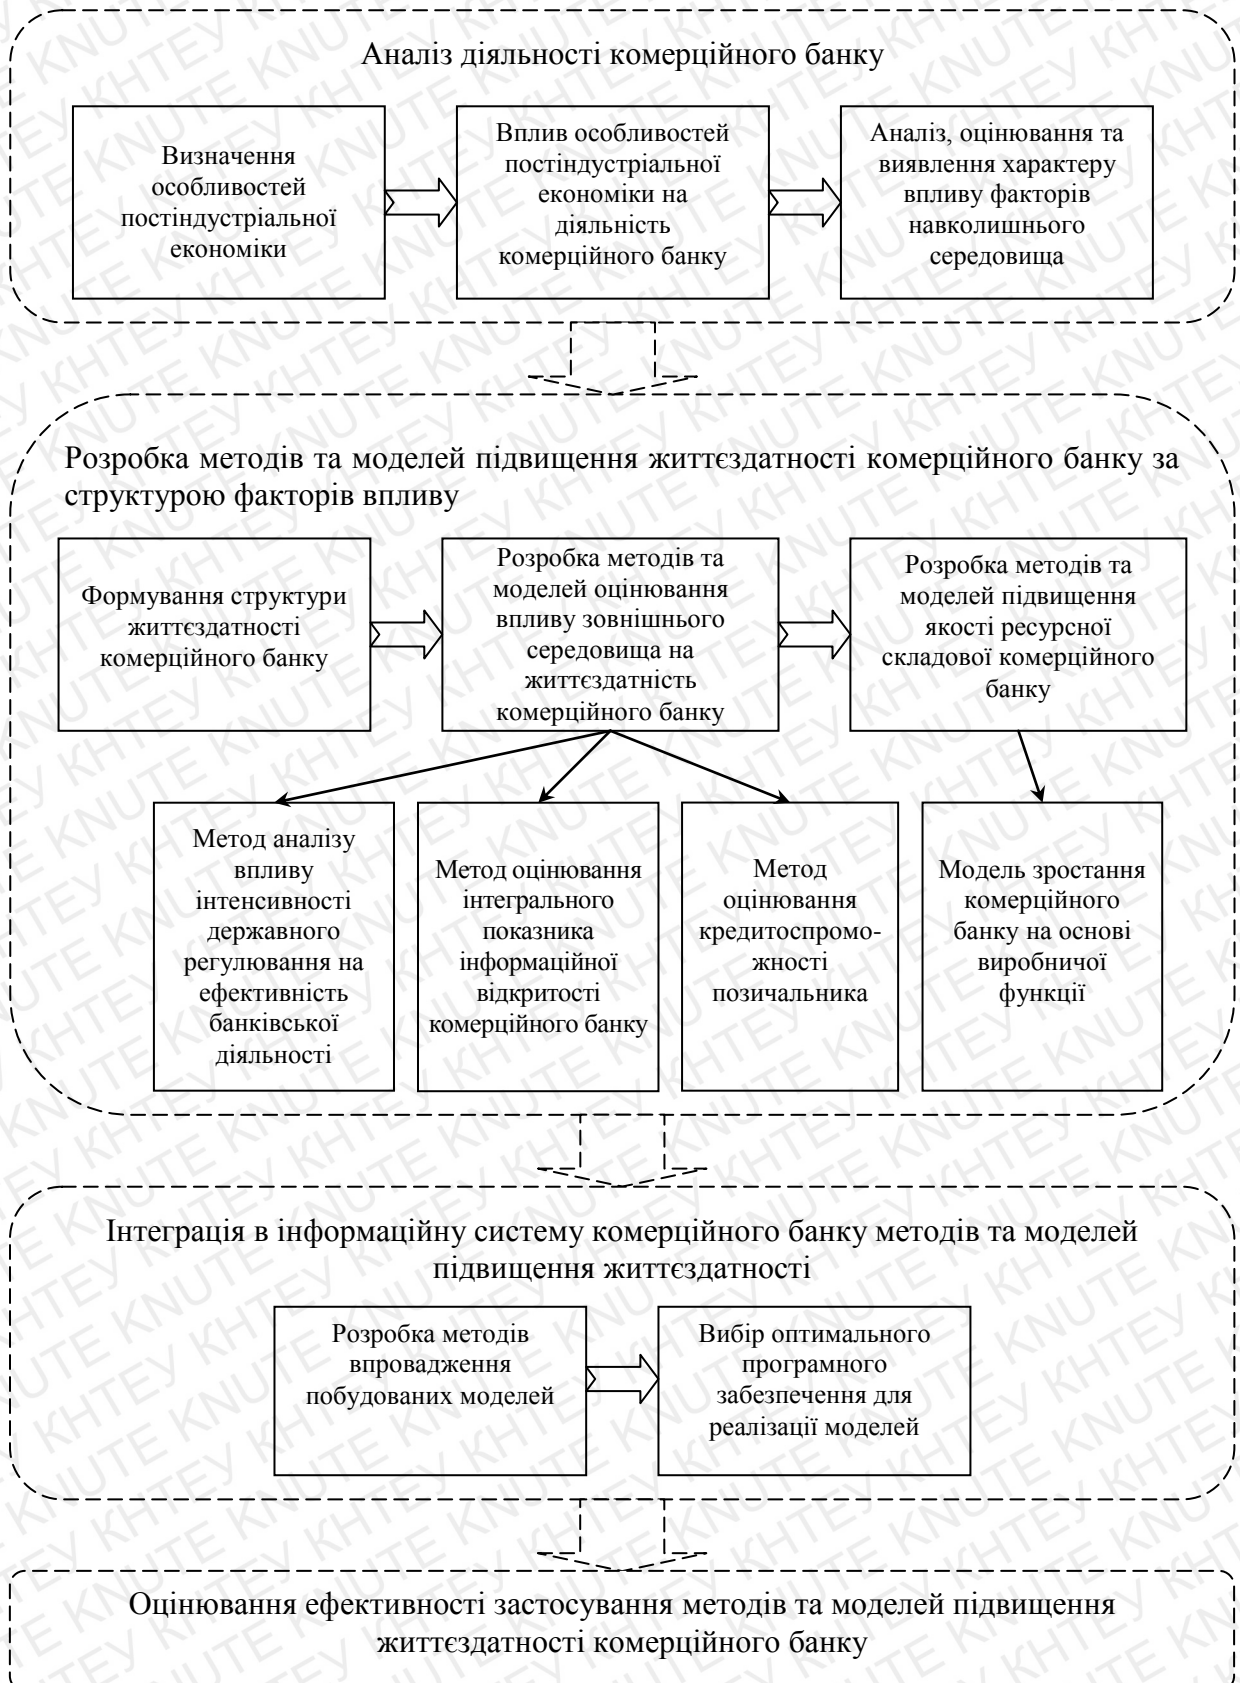 Аналіз діяльності комерційного банку
Визначення
особливостей
постіндустріальної
економіки
Вплив особливостей
постіндустріальної
економіки на
діяльність
комерційного банку
Аналіз, оцінювання та
виявлення характеру
впливу факторів
навколишнього
середовища
Розробка методів та моделей підвищення життєздатності комерційного банку за
структурою факторів впливу
Формування структури
життєздатності
комерційного банку
Розробка методів та
моделей оцінювання
впливу зовнішнього
середовища на
життєздатність
комерційного банку
Розробка методів та
моделей підвищення
якості ресурсної
складової комерційного
банку
Метод аналізу
впливу
інтенсивності
державного
регулювання на
ефективність
банківської
діяльності
Метод оцінювання
інтегрального
показника
інформаційної
відкритості
комерційного банку
Метод
оцінювання
кредитоспромо-
жності
позичальника
Модель зростання
комерційного
банку на основі
виробничої
функції
Інтеграція в інформаційну систему комерційного банку методів та моделей
підвищення життєздатності
Розробка методів
впровадження
побудованих моделей
Вибір оптимального
програмного
забезпечення для
реалізації моделей
Оцінювання ефективності застосування методів та моделей підвищення
життєздатності комерційного банку